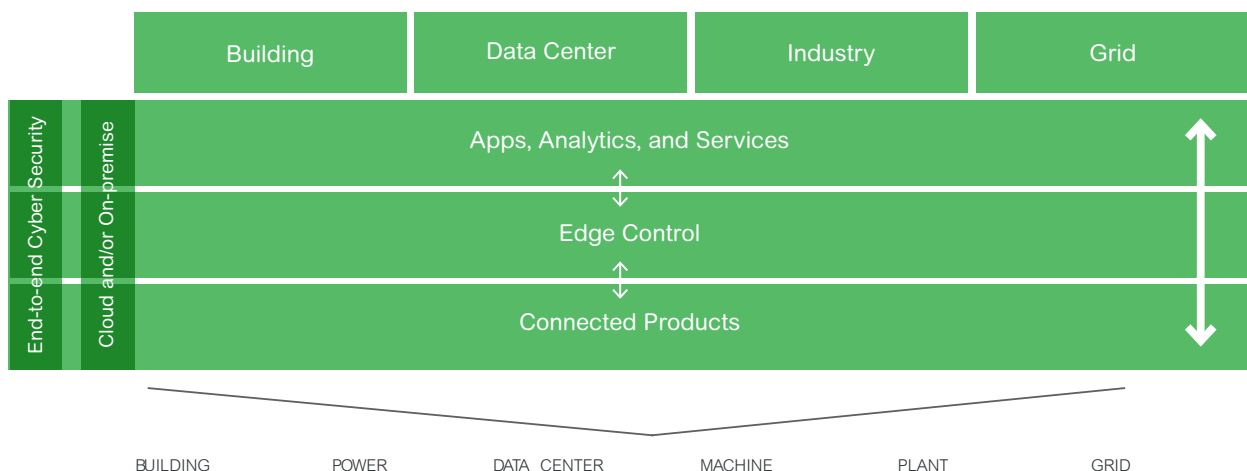 Building
Data Center
Industry
Grid
End-to-end Cyber Security
Cloud and/or On-premise
Apps, Analytics, and Services
Edge Control
Connected Products
BUILDING
POWER
DATA CENTER
MACHINE
PLANT
GRID